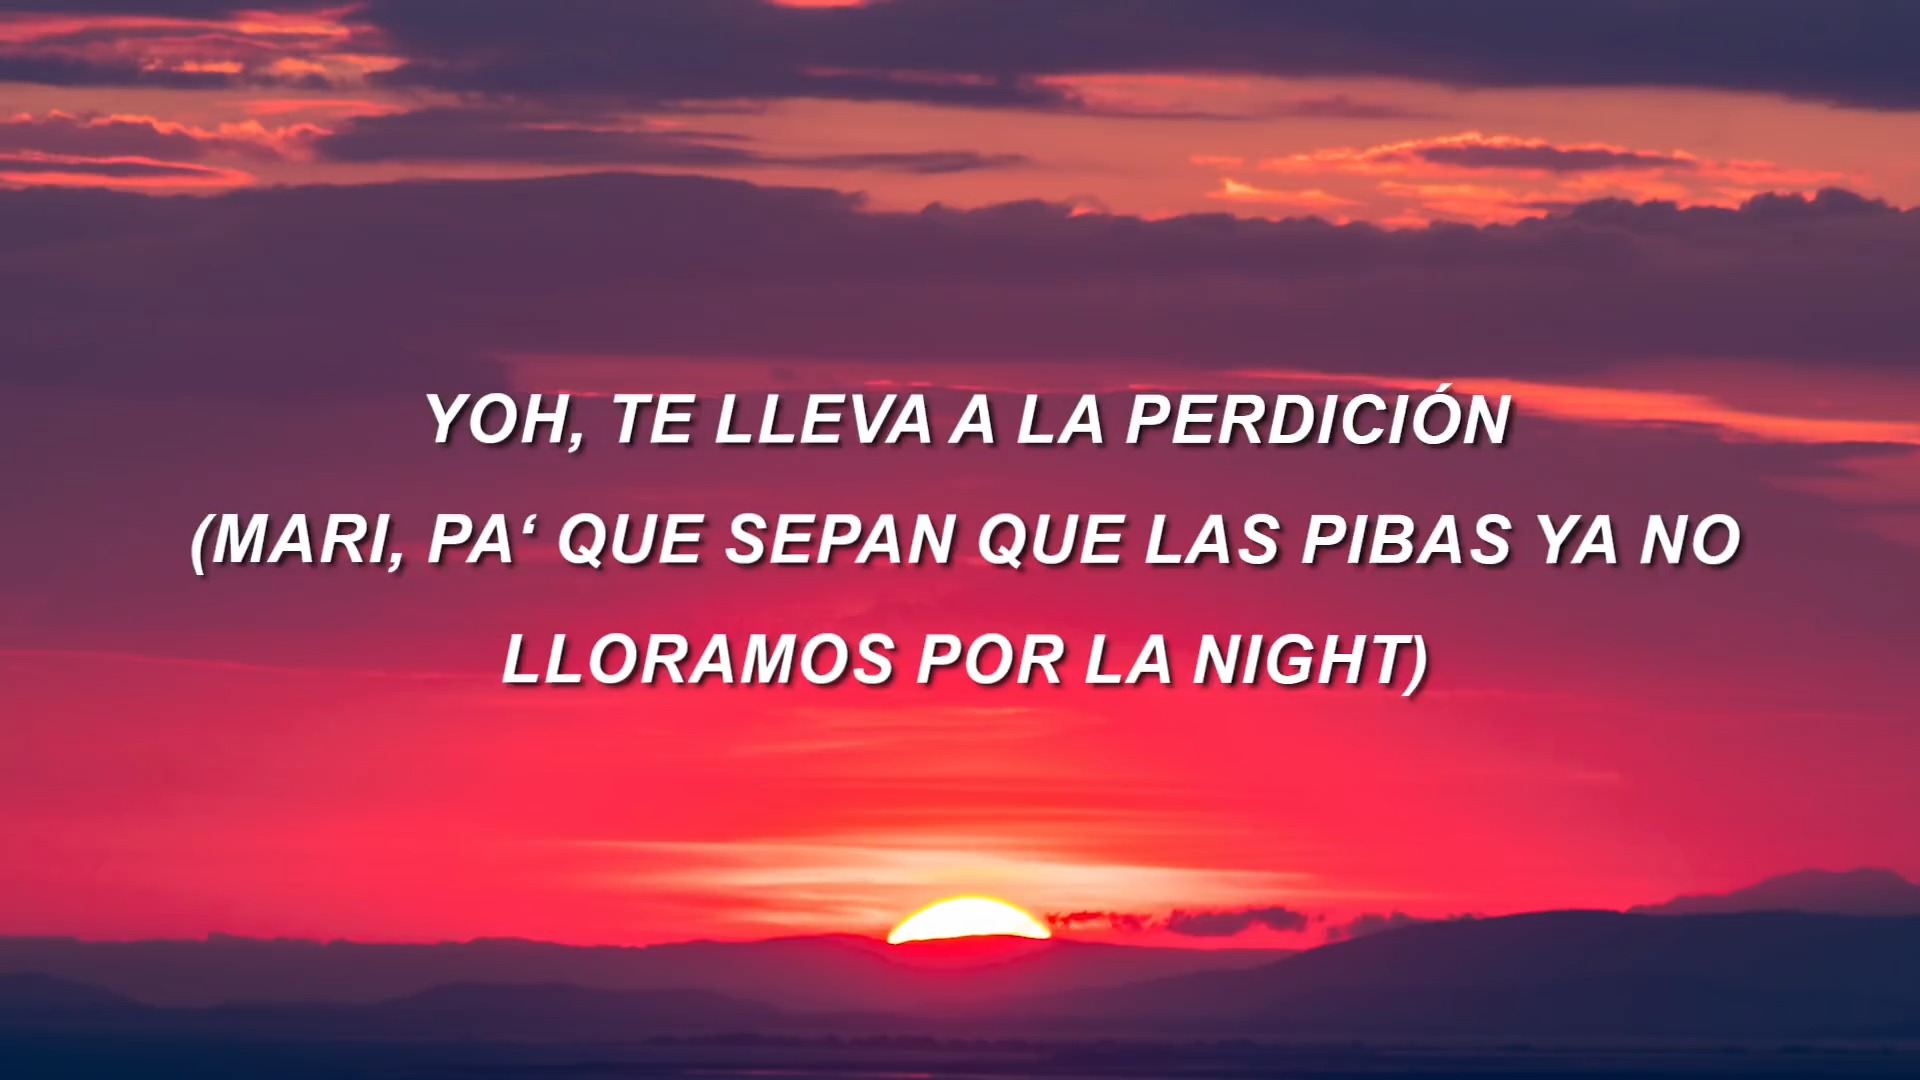 YOH, TE LLEVA A LA PERDICIÓN
(MARI, PA‘ QUE SEPAN QUE LAS PIBAS YA NO
LLORAMOS POR LA NIGHT)